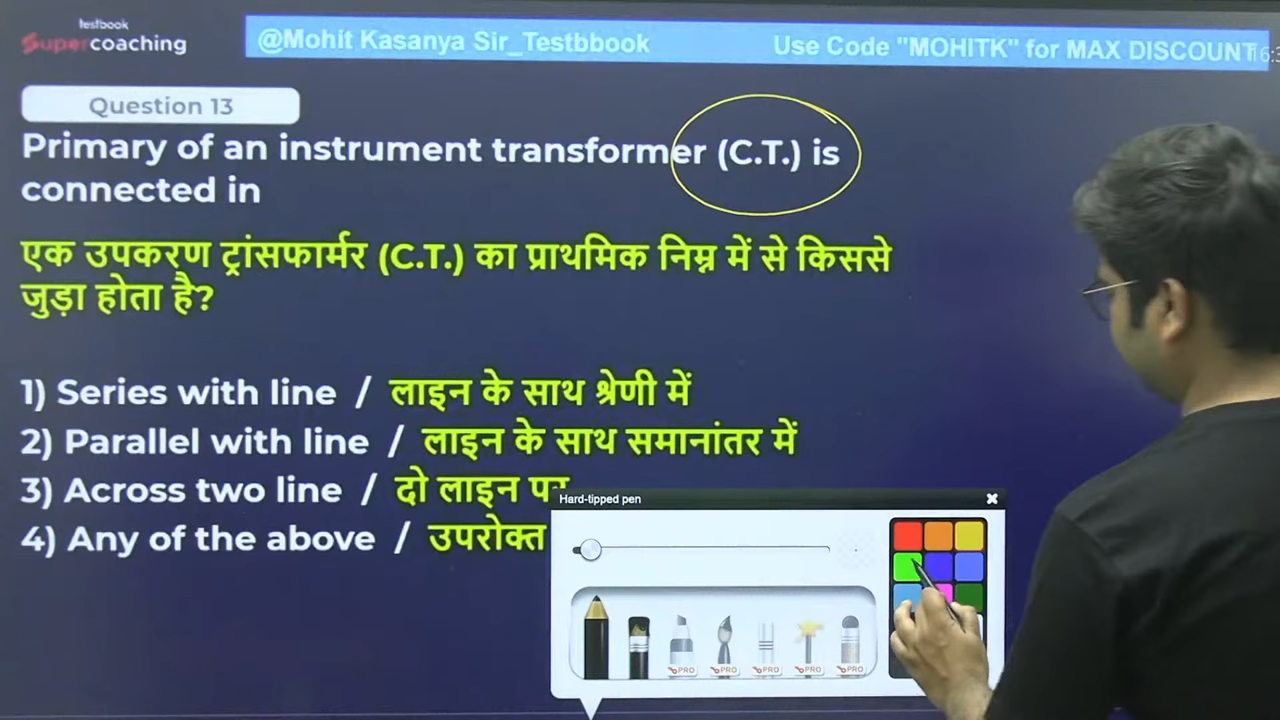 testbook
Supercoaching
@Mohit Kasanya Sir_Testbbook
Use Code "MOHITK" for MAX DISCOUNT
Question 13
Primary of an instrument transformer (C.T.) is
connected in
एक उपकरण ट्रांसफार्मर (C.T.) का प्राथमिक निम्न में से किससे
जुड़ा होता है?
1) Series with line / लाइन के साथ श्रेणी में
2) Parallel with line / लाइन के साथ समानांतर में
3) Across two line / दो लाइन पर
4) Any of the above / उपरोक्त
Hard-tipped pen
PRO PRO PRO PRO PRO